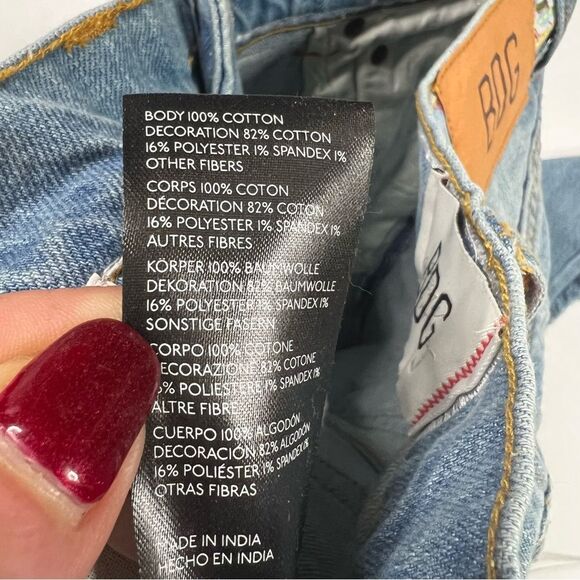 BODY 100% COTTON
DECORATION 82% COTTON
16% POLYESTER 1% SPANDEX 1%
OTHER FIBERS
CORPS 100% COTON
DÉCORATION 82% COTON
16% POLYESTER 1% SPANDEX 1%
AUTRES FIBRES
KÖRPER 100% BAUMWOLLE
DEKORATION 82% BAUMWOLLE
16% POLYESTER 1% SPANDEX 1%
SONSTIGE FASERN
CORPO 100% COTONE
DECORAZIONE 82% COTONE
16% POLIESTERE 1% SPANDEX 1%
ALTRE FIBRE
CUERPO 100% ALGODÓN
DECORACIÓN 82% ALGODÓN
16% POLIÉSTER 1% SPANDEX 1%
OTRAS FIBRAS
MADE IN INDIA
HECHO EN INDIA
BDG
BDG